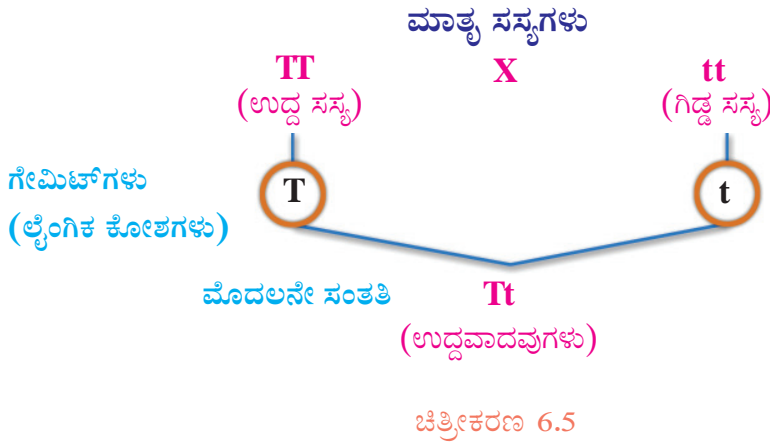 ಮಾತೃ ಸಸ್ಯಗಳು
TT X tt
(ಉದ್ದ ಸಸ್ಯ) (ಗಿಡ್ಡ ಸಸ್ಯ)
ಗೇಮಿಟ್‌ಗಳು T t
(ಲೈಂಗಿಕ ಕೋಶಗಳು)
ಮೊದಲನೇ ಸಂತತಿ Tt
(ಉದ್ದವಾದವುಗಳು)
ಚಿತ್ರೀಕರಣ 6.5